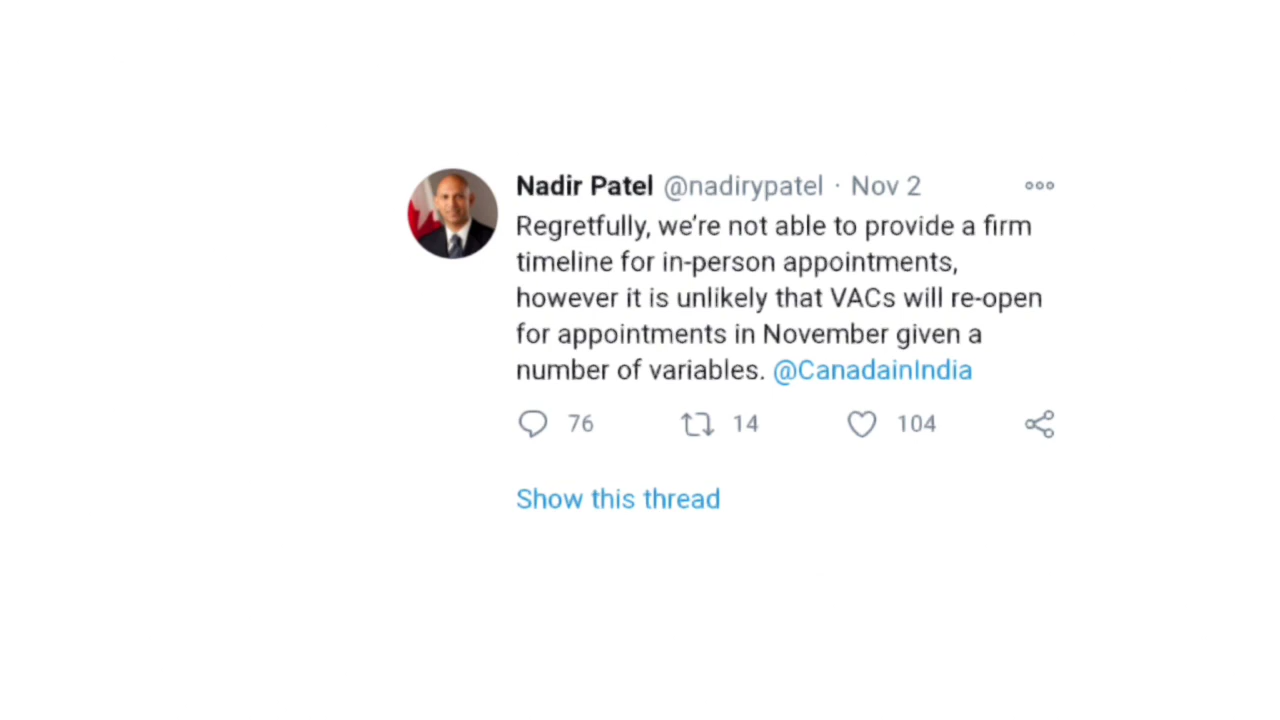 Nadir Patel @nadirypatel · Nov 2
Regretfully, we're not able to provide a firm
timeline for in-person appointments,
however it is unlikely that VACs will re-open
for appointments in November given a
number of variables. @CanadainIndia
76 14 104
Show this thread